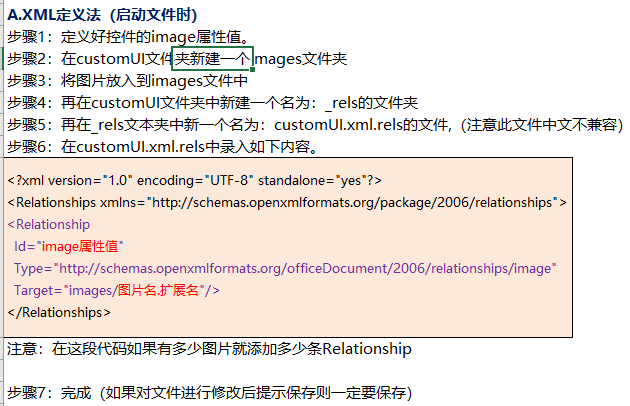 A.XML定义法（启动文件时）
步骤1：定义好控件的image属性值。
步骤2：在customUI文件夹新建一个images文件夹
步骤3：将图片放入到images文件中
步骤4：再在customUI文件夹中新建一个名为：_rels的文件夹
步骤5：再在_rels文本夹中新一个名为：customUI.xml.rels的文件,（注意此文件中文不兼容）
步骤6：在customUI.xml.rels中录入如下内容。
<?xml version="1.0" encoding="UTF-8" standalone="yes"?>
<Relationships xmlns="http://schemas.openxmlformats.org/package/2006/relationships">
<Relationship
Id="image属性值"
Type="http://schemas.openxmlformats.org/officeDocument/2006/relationships/image"
Target="images/图片名.扩展名"/>
</Relationships>
注意：在这段代码如果有多少图片就添加多少条Relationship
步骤7：完成（如果对文件进行修改后提示保存则一定要保存）